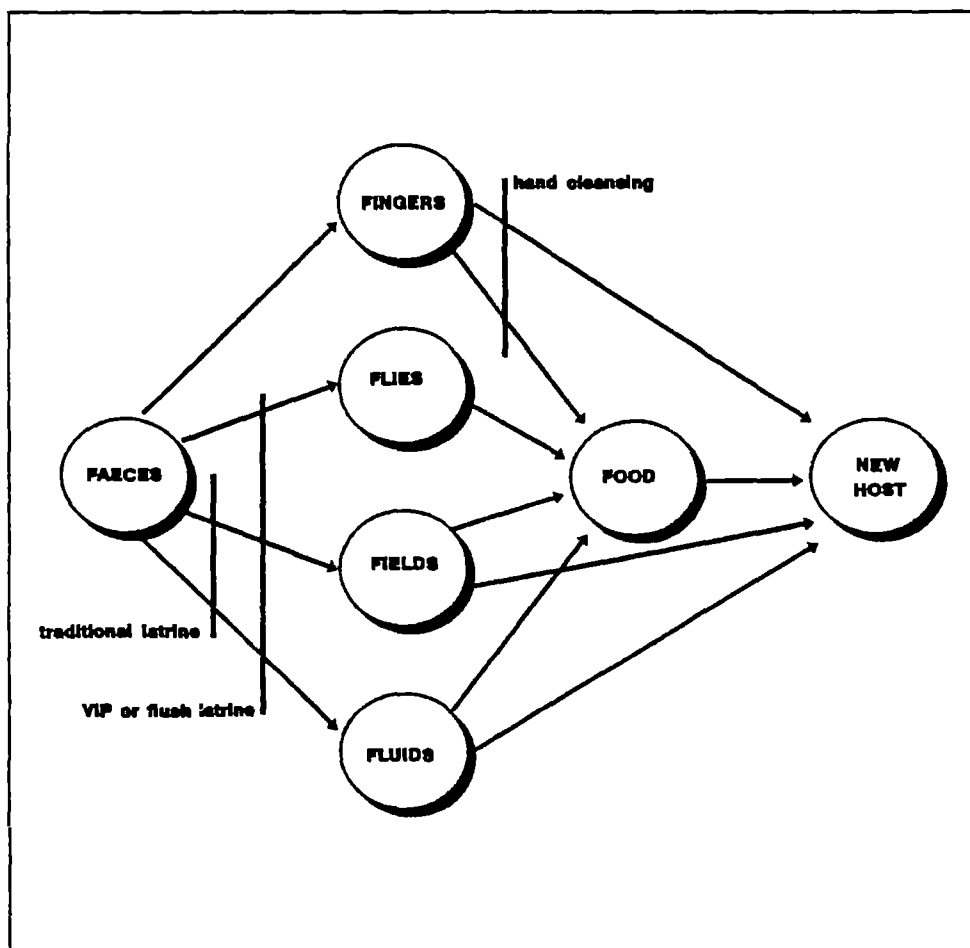 FINGERS
hand cleansing
FLIES
FAECES
FOOD
NEW
HOST
FIELDS
traditional latrine
VIP or flush latrine
FLUIDS